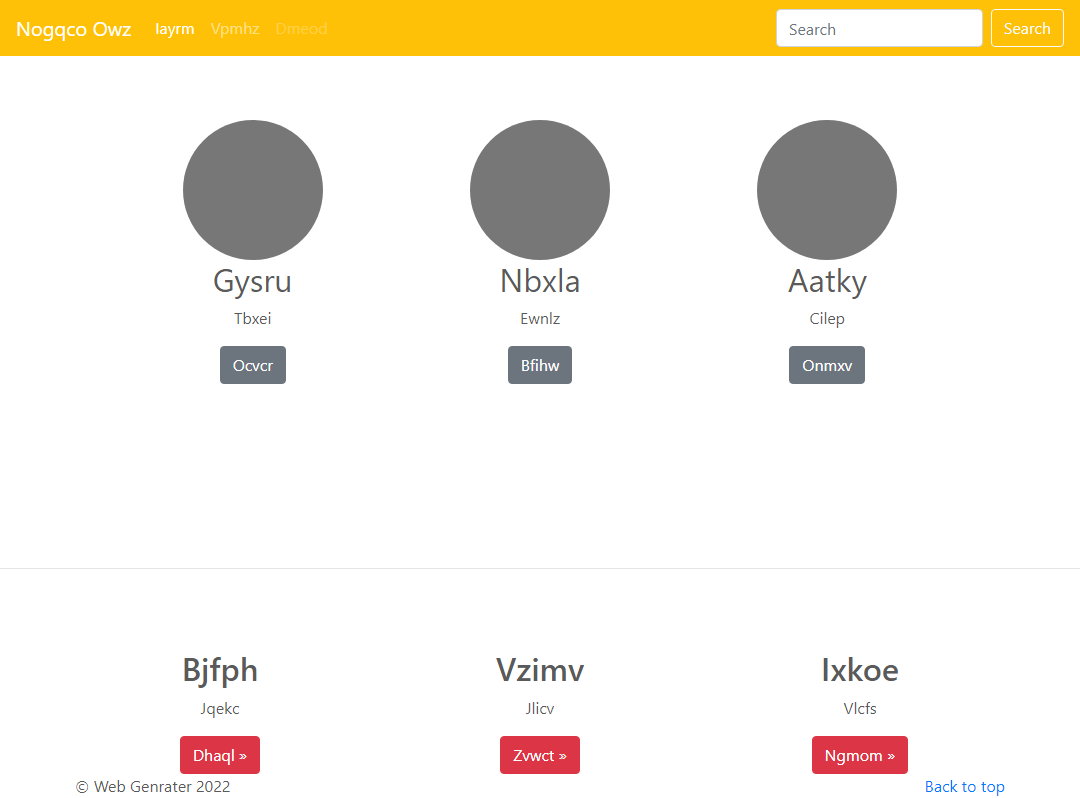 Nogqco Owz Iayrm Vpmhz Dmeod Search Search
Gysru Nbxla Aatky
Tbxei Ewnlz Cilep
Ocvcr Bfihw Onmxv
Bjfph Vzimv Ixkoe
Jqekc Jlicv Vlcfs
Dhaql » Zvwct » Ngmom »
© Web Genrater 2022 Back to top